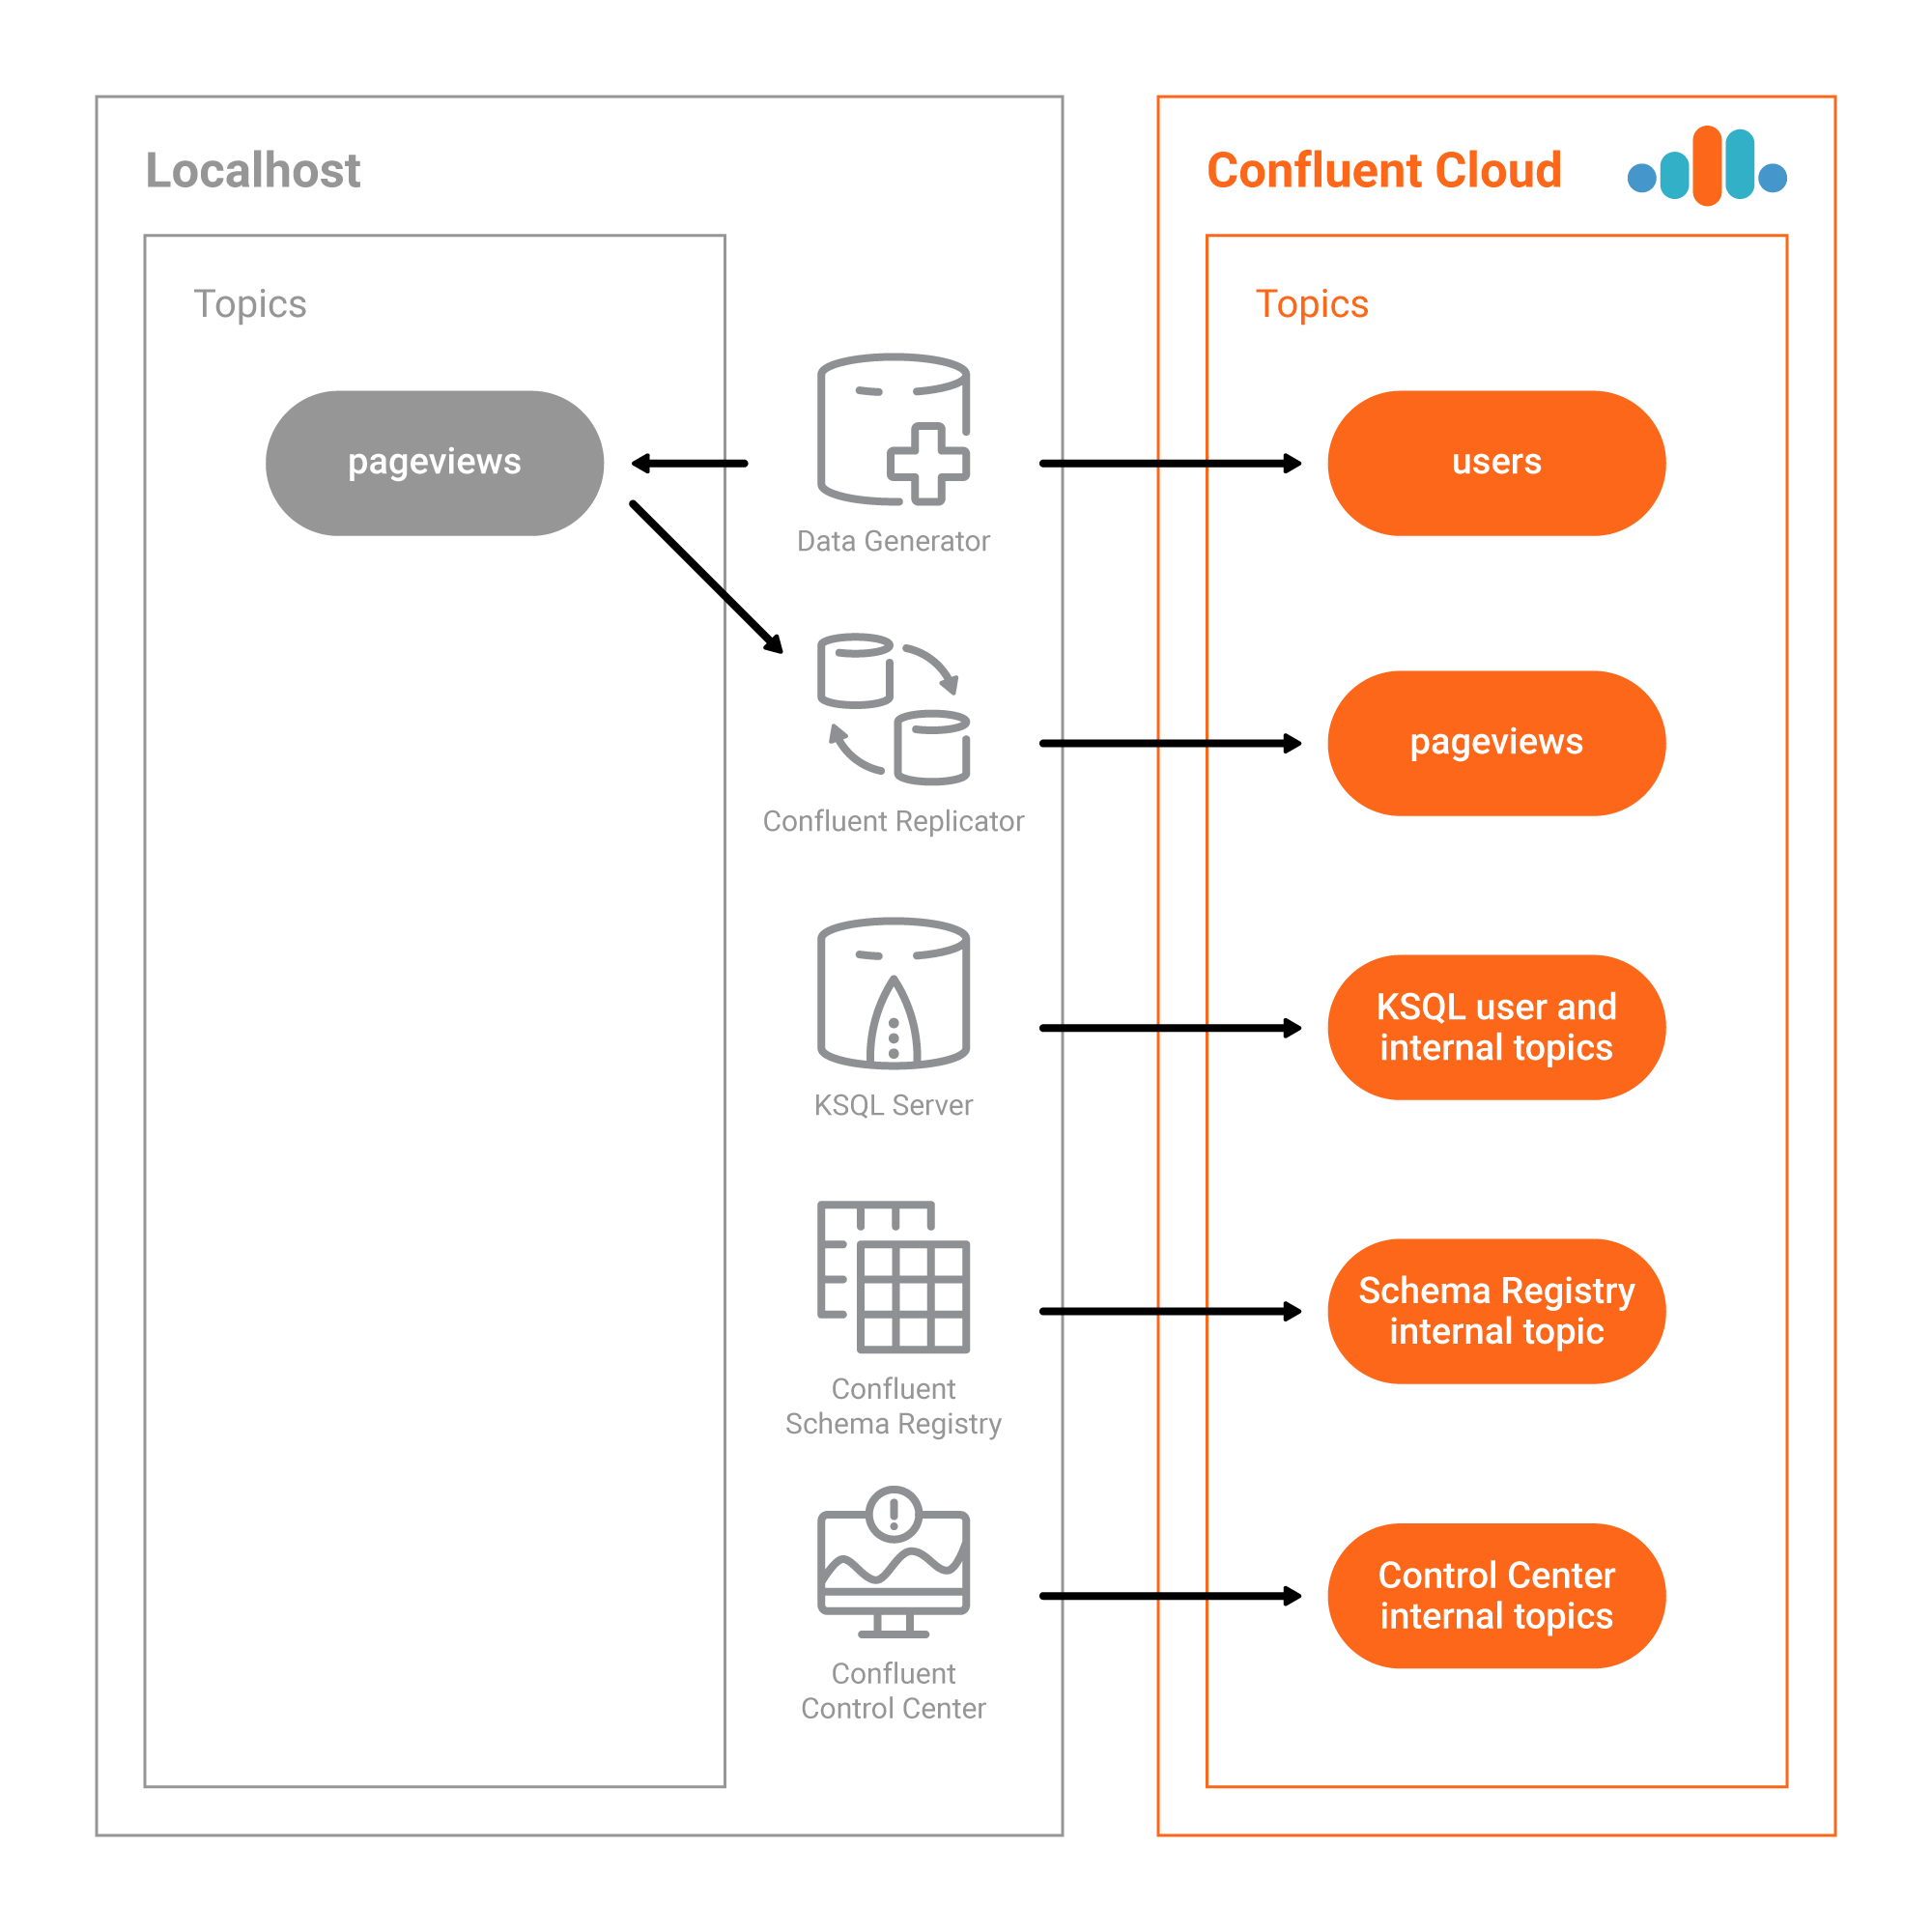 Localhost
Topics
pageviews
Data Generator
Confluent Replicator
KSQL Server
Confluent
Schema Registry
Confluent
Control Center
Confluent Cloud
Topics
users
pageviews
KSQL user and
internal topics
Schema Registry
internal topic
Control Center
internal topics